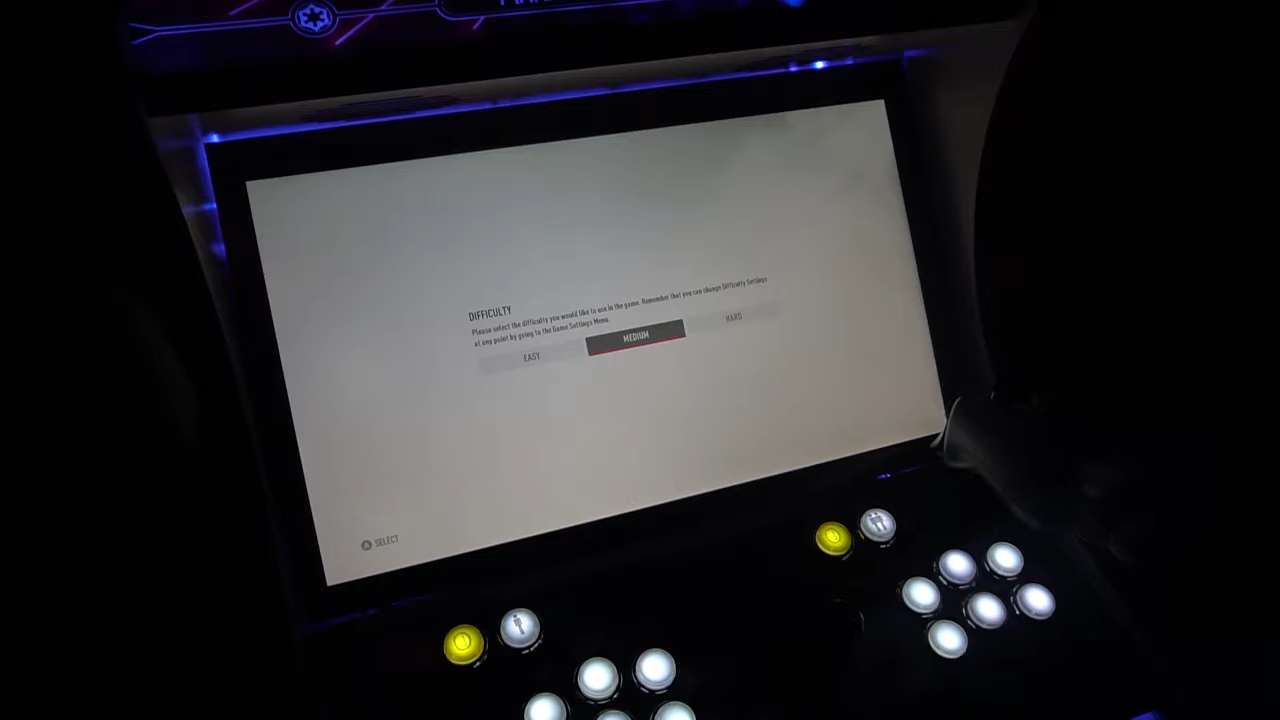 DIFFICULTY
Please select the difficulty you would like to use in the game. Remember that you can change Difficulty Settings
at any point by going to the Game Settings Menu.
EASY
MEDIUM
HARD
A SELECT